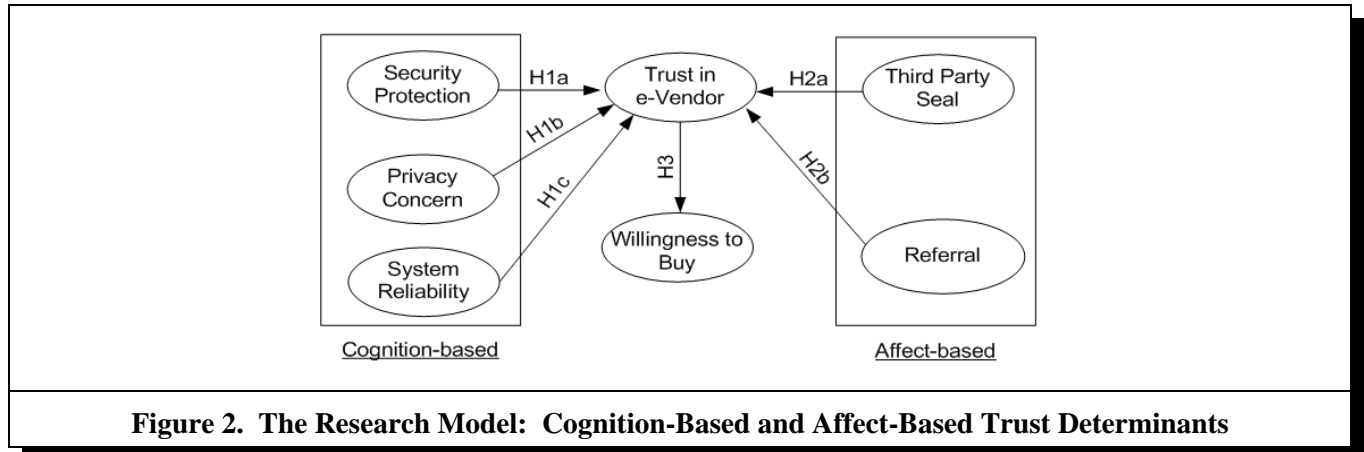 Security
Protection
H1a
Trust in
e-Vendor
H2a
Third Party
Seal
H1b
Privacy
Concern
H1c
H3
H2b
System
Reliability
Willingness to
Buy
Referral
Cognition-based
Affect-based
Figure 2. The Research Model: Cognition-Based and Affect-Based Trust Determinants